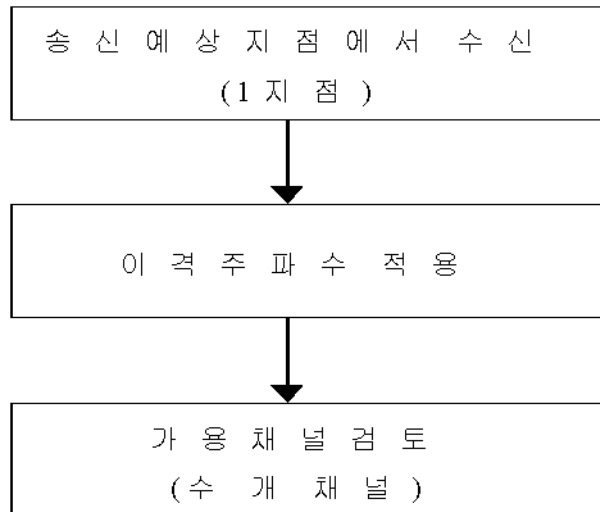 송 신 예 상 지 점 에 서 수 신
(1 지 점 )
이 격 주 파 수 적 용
가 용 채 널 검 토
(수 개 채 널 )